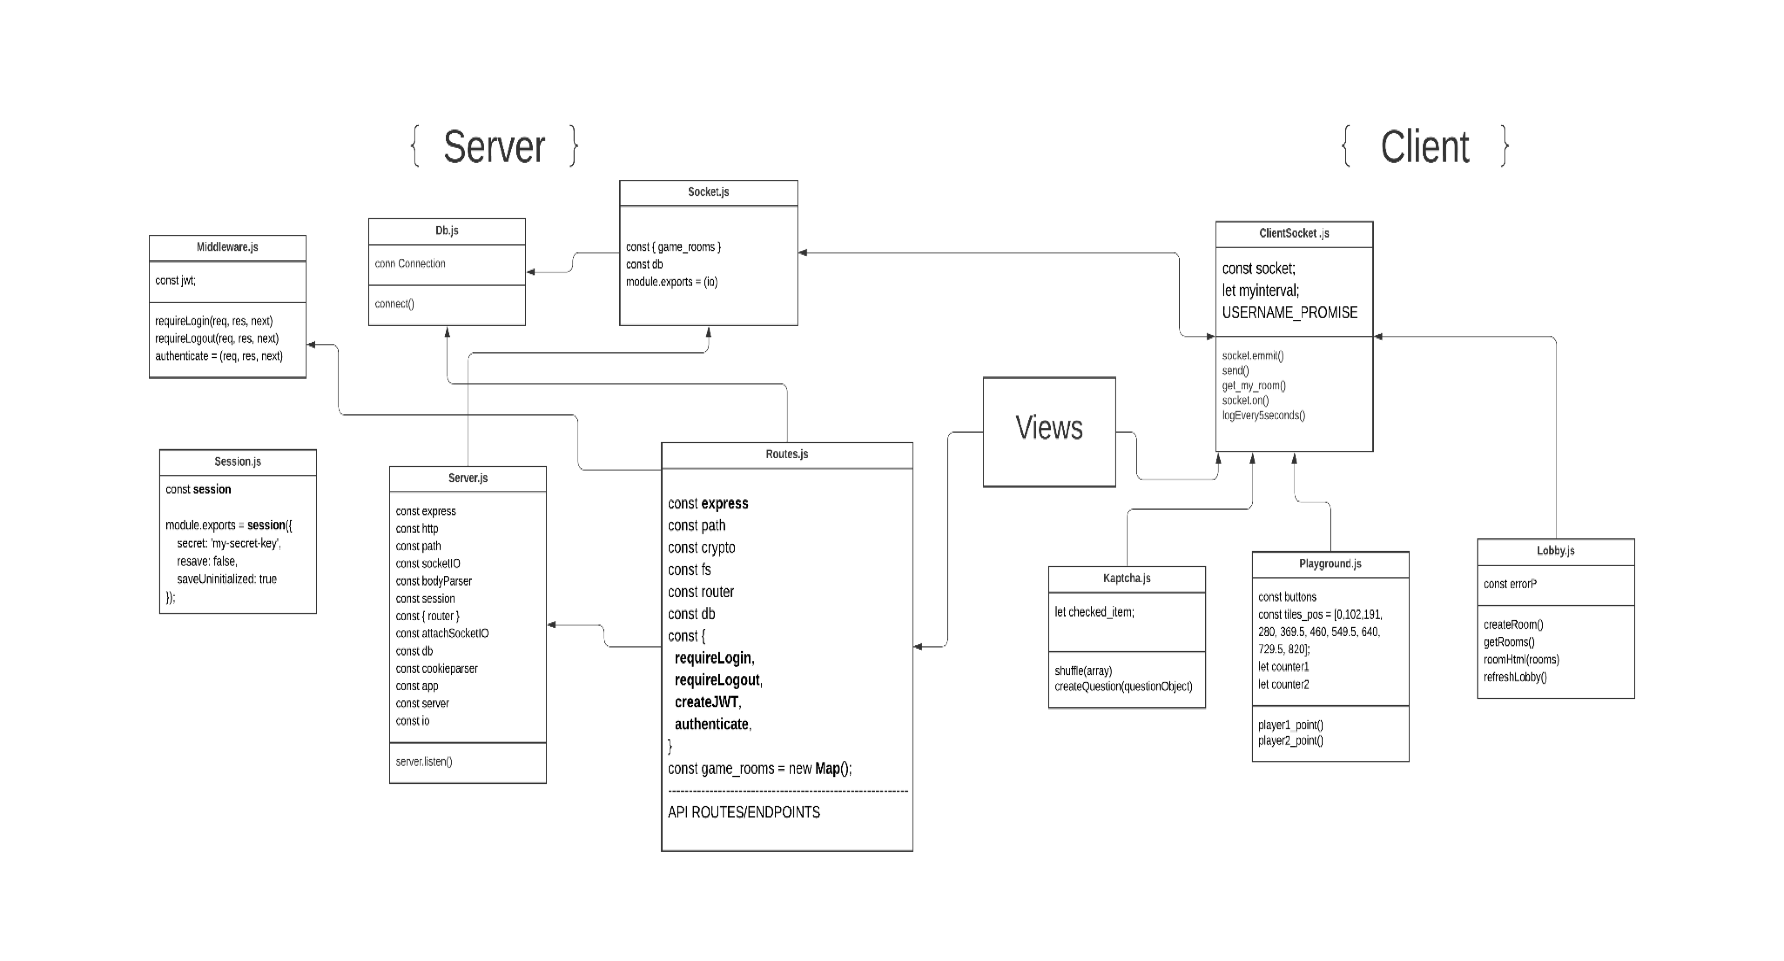 { Server }
{ Client }
Middleware.js
const jwt;
requireLogin(req, res, next)
requireLogout(req, res, next)
authenticate = (req, res, next)
Db.js
conn Connection
connect()
Socket.js
const { game_rooms }
const db
module.exports = (io)
ClientSocket .js
const socket;
let myinterval;
USERNAME_PROMISE
socket.emmit()
send()
get_my_room()
socket.on()
logEvery5seconds()
Session.js
const session
module.exports = session({
secret: 'my-secret-key',
resave: false,
saveUninitialized: true
});
Server.js
const express
const http
const path
const socketIO
const bodyParser
const session
const { router }
const attachSocketIO
const db
const cookieparser
const app
const server
const io
server.listen()
Routes.js
const express
const path
const crypto
const fs
const router
const db
const {
requireLogin,
requireLogout,
createJWT,
authenticate,
}
const game_rooms = new Map();
--------------------------------------------------------------------------------
API ROUTES/ENDPOINTS
Views
Kaptcha.js
let checked_item;
shuffle(array)
createQuestion(questionObject)
Playground.js
const buttons
const tiles_pos = [0,102,191,
280, 369.5, 460, 549.5, 640,
729.5, 820];
let counter1
let counter2
player1_point()
player2_point()
Lobby.js
const errorP
createRoom()
getRooms()
roomHtml(rooms)
refreshLobby()